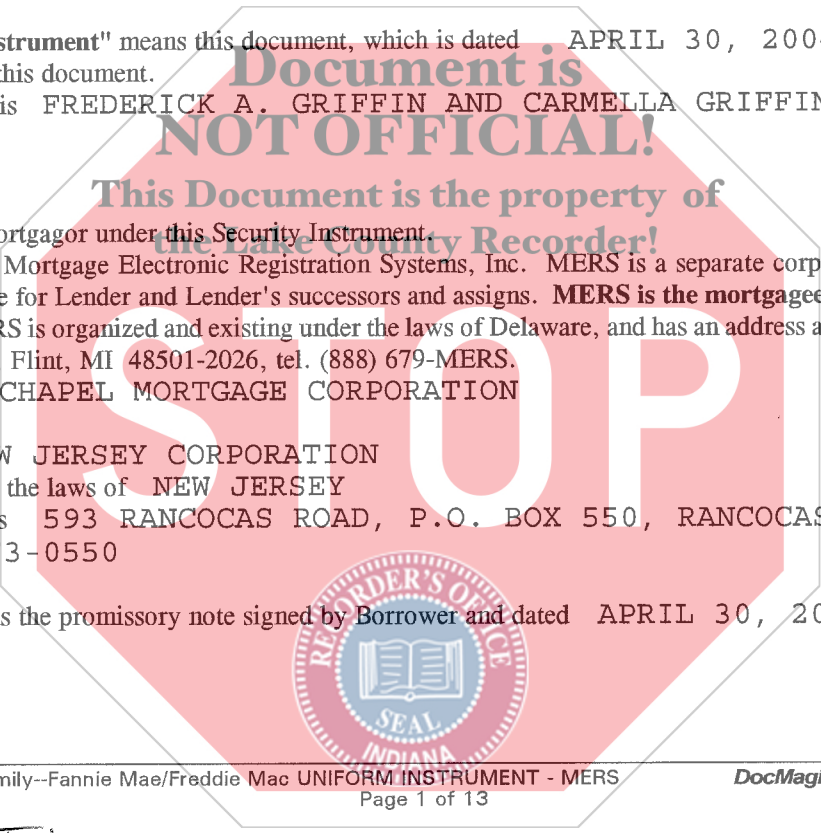 strument" means this document, which is dated APRIL 30, 200
Document is
this document.
is FREDERICK A. GRIFFIN AND CARMELLA GRIFFIN
NOT OFFICIAL!
This Document is the property of
ortgagor under this Security Instrument.
the Lake County Recorder!
Mortgage Electronic Registration Systems, Inc. MERS is a separate corp
e for Lender and Lender's successors and assigns. MERS is the mortgagee
RS is organized and existing under the laws of Delaware, and has an address a
Flint, MI 48501-2026, tel. (888) 679-MERS.
CHAPEL MORTGAGE CORPORATION
STOP
W JERSEY CORPORATION
the laws of NEW JERSEY
s 593 RANCOCAS ROAD, P.O. BOX 550, RANCOCAS
3-0550
s the promissory note signed by Borrower and dated APRIL 30, 20
RECORDER'S OFFICE
SEAL
INDIANA
mily--Fannie Mae/Freddie Mac UNIFORM INSTRUMENT - MERS DocMagi
Page 1 of 13